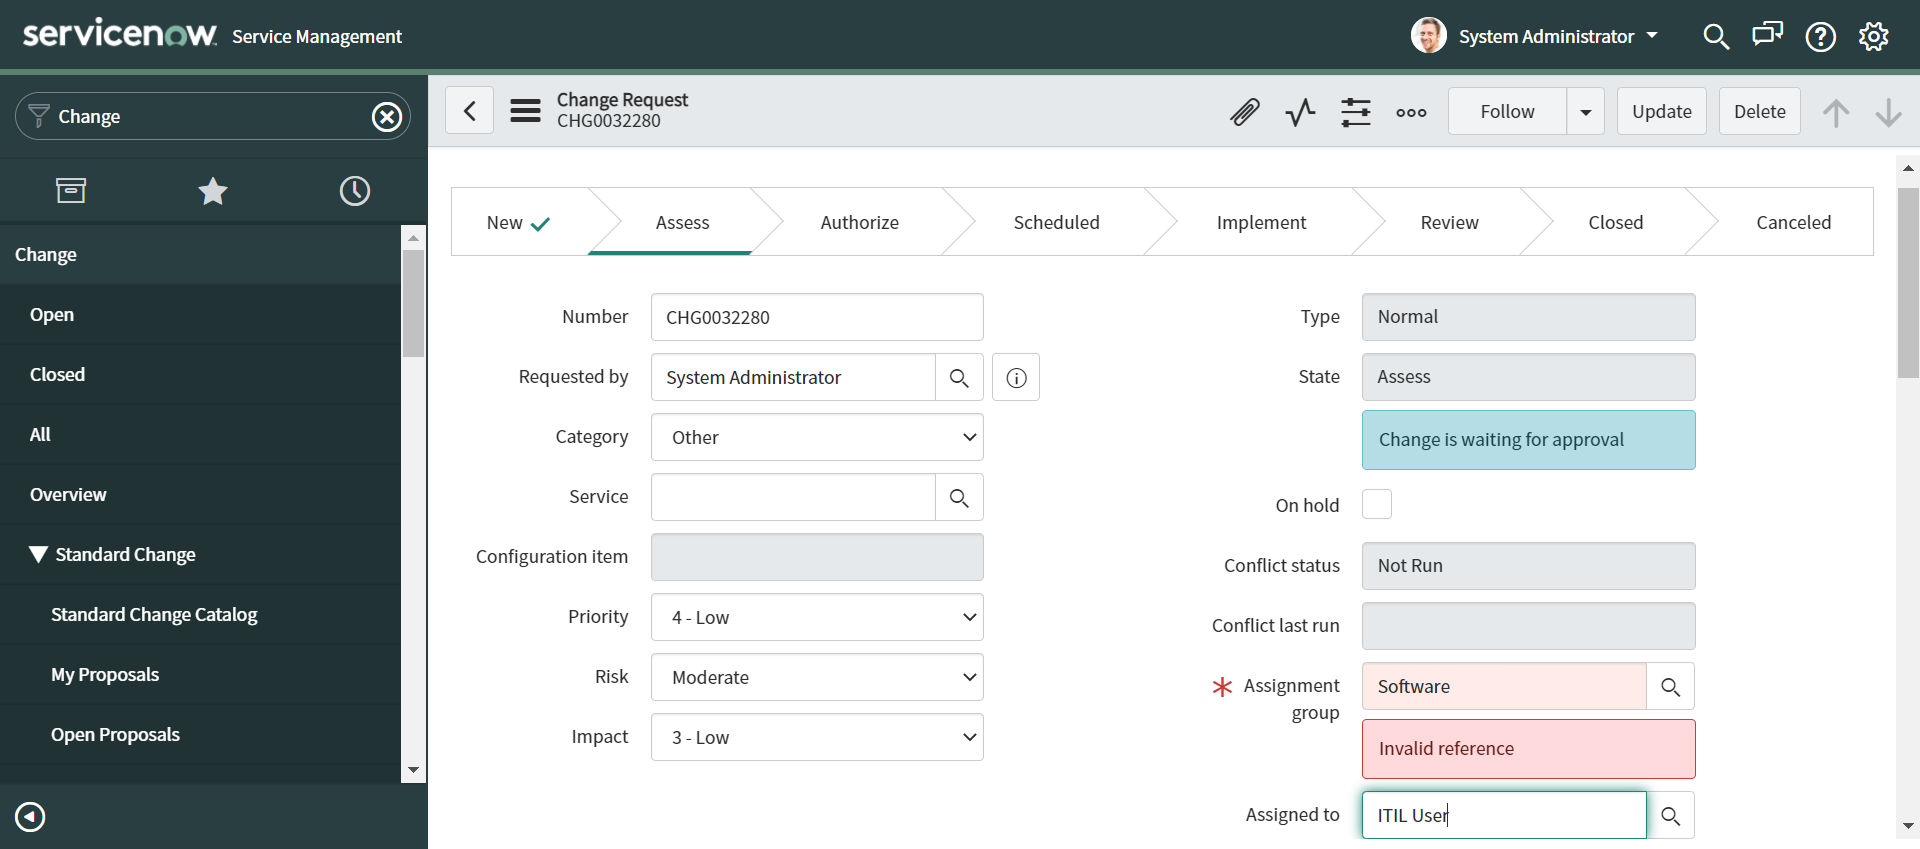 servicenow Service Management
System Administrator
Change
Change Request
CHG0032280
Follow
Update
Delete
Change
Open
Closed
All
Overview
Standard Change
Standard Change Catalog
My Proposals
Open Proposals
New
Assess
Authorize
Scheduled
Implement
Review
Closed
Canceled
Number CHG0032280
Requested by System Administrator
Category Other
Service
Configuration item
Priority 4 - Low
Risk Moderate
Impact 3 - Low
Type Normal
State Assess
Change is waiting for approval
On hold
Conflict status Not Run
Conflict last run
Assignment
group
Software
Invalid reference
Assigned to ITIL User